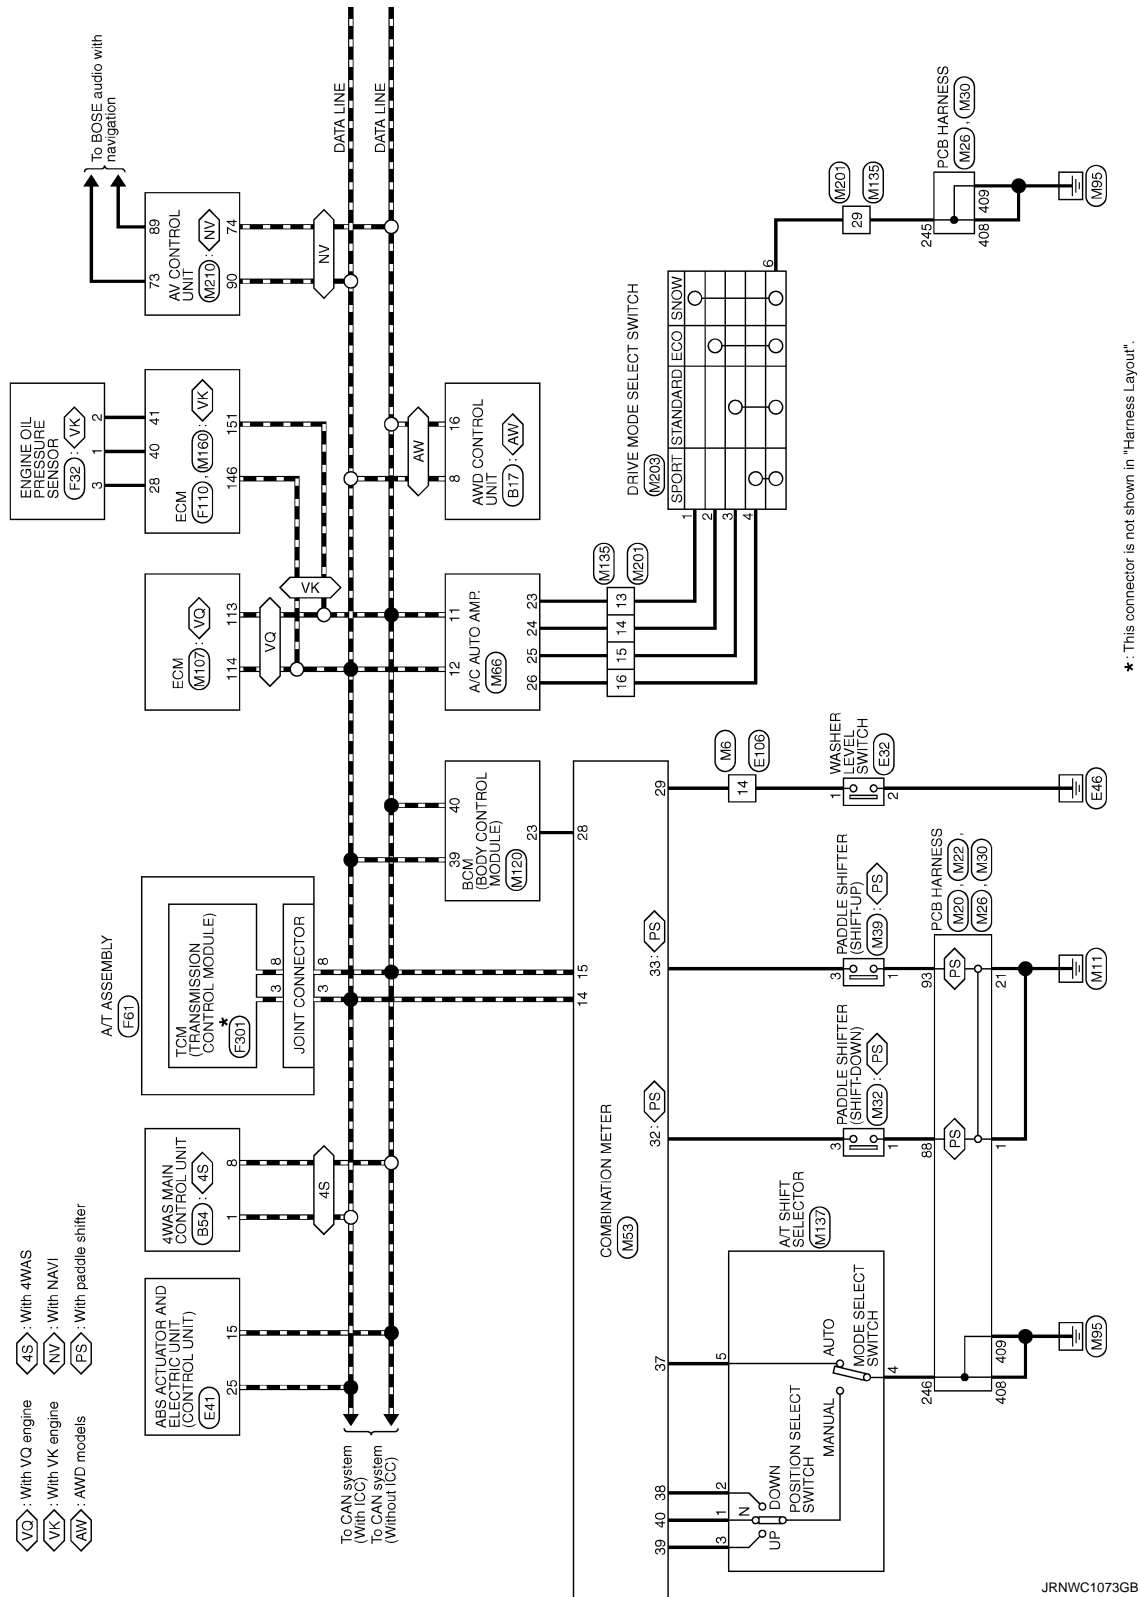 VQ : With VQ engine
VK : With VK engine
AW : AWD models
4S : With 4WAS
NV : With NAVI
PS : With paddle shifter
To CAN system
(With ICC)
To CAN system
(Without ICC)
ABS ACTUATOR AND
ELECTRIC UNIT
(CONTROL UNIT)
E41
25
15
4WAS MAIN
CONTROL UNIT
B54 : 4S
1
8
4S
A/T ASSEMBLY
F61
TCM
(TRANSMISSION
CONTROL MODULE)
*
F301
3
8
JOINT CONNECTOR
3
8
ECM
M107 : VQ
114
113
VQ
VK
ENGINE OIL
PRESSURE
SENSOR
F32 : VK
3
1
2
28
40
41
ECM
F110 , M160 : VK
146
151
To BOSE audio with
navigation
73
89
AV CONTROL
UNIT
M210 : NV
90
74
NV
DATA LINE
DATA LINE
39
40
BCM
(BODY CONTROL
MODULE)
M120
23
12
11
A/C AUTO AMP.
M66
26
25
24
23
AW
8
16
AWD CONTROL
UNIT
B17 : AW
M135
M201
16
15
14
13
DRIVE MODE SELECT SWITCH
M203
SPORT
STANDARD
ECO
SNOW
1
2
3
4
6
M201
M135
29
PCB HARNESS
M26 , M30
245
408
409
M95
COMBINATION METER
M53
14
15
28
39
40
38
37
32 : PS
33 : PS
29
3
1
2
5
A/T SHIFT
SELECTOR
M137
N
UP
DOWN
POSITION SELECT
SWITCH
MANUAL
AUTO
MODE SELECT
SWITCH
4
PADDLE SHIFTER
(SHIFT-DOWN)
M32 : PS
3
1
PADDLE SHIFTER
(SHIFT-UP)
M39 : PS
3
1
M6
E106
14
WASHER
LEVEL
SWITCH
E32
1
2
E46
PCB HARNESS
M20 , M22 ,
M26 , M30
246
88
93
PS
PS
408
409
1
21
M95
M11
* : This connector is not shown in "Harness Layout".
JRNWC1073GB